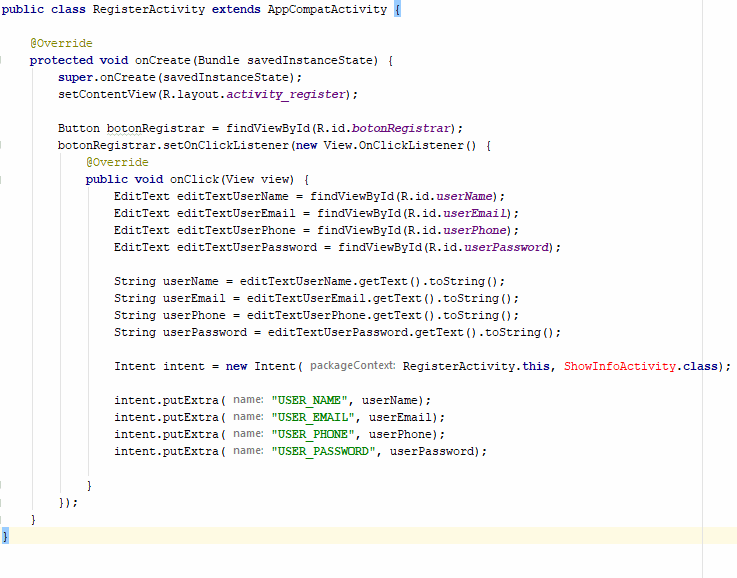 public class RegisterActivity extends AppCompatActivity {
@Override
protected void onCreate(Bundle savedInstanceState) {
super.onCreate(savedInstanceState);
setContentView(R.layout.activity_register);
Button botonRegistrar = findViewById(R.id.botonRegistrar);
botonRegistrar.setOnClickListener(new View.OnClickListener() {
@Override
public void onClick(View view) {
EditText editTextUserName = findViewById(R.id.userName);
EditText editTextUserEmail = findViewById(R.id.userEmail);
EditText editTextUserPhone = findViewById(R.id.userPhone);
EditText editTextUserPassword = findViewById(R.id.userPassword);
String userName = editTextUserName.getText().toString();
String userEmail = editTextUserEmail.getText().toString();
String userPhone = editTextUserPhone.getText().toString();
String userPassword = editTextUserPassword.getText().toString();
Intent intent = new Intent( packageContext: RegisterActivity.this, ShowInfoActivity.class);
intent.putExtra( name: "USER_NAME", userName);
intent.putExtra( name: "USER_EMAIL", userEmail);
intent.putExtra( name: "USER_PHONE", userPhone);
intent.putExtra( name: "USER_PASSWORD", userPassword);
}
});
}
}